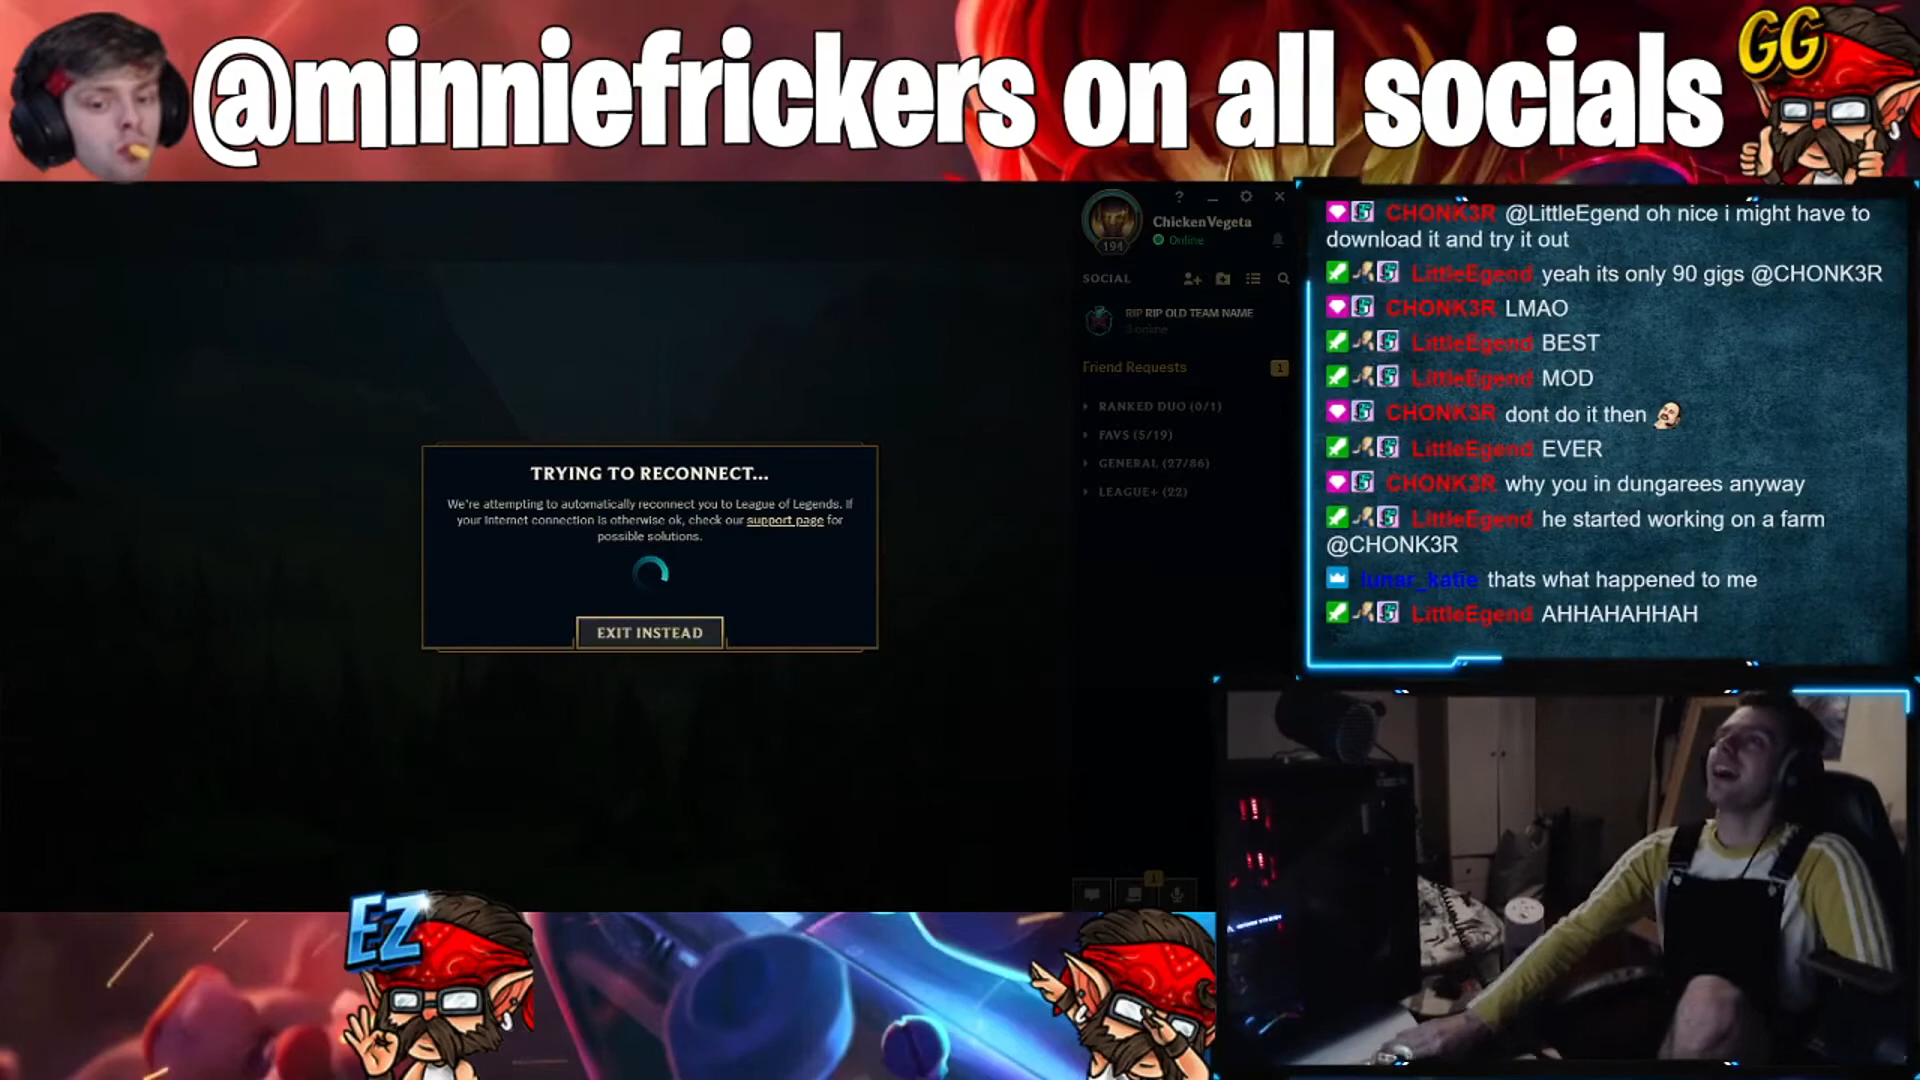 @minniefrickers on all socials
GG
?
ChickenVegeta
194
Online
SOCIAL
RIP RIP OLD TEAM NAME
3 online
Friend Requests
1
RANKED DUO (0/1)
FAVS (5/19)
GENERAL (27/86)
LEAGUE+ (22)
TRYING TO RECONNECT...
We're attempting to automatically reconnect you to League of Legends. If
your Internet connection is otherwise ok, check our support page for
possible solutions.
EXIT INSTEAD
1
CHONK3R @LittleEgend oh nice i might have to
download it and try it out
LittleEgend yeah its only 90 gigs @CHONK3R
CHONK3R LMAO
LittleEgend BEST
LittleEgend MOD
CHONK3R dont do it then
LittleEgend EVER
CHONK3R why you in dungarees anyway
LittleEgend he started working on a farm
@CHONK3R
lunar_katie thats what happened to me
LittleEgend AHHAHAHHAH
EZ